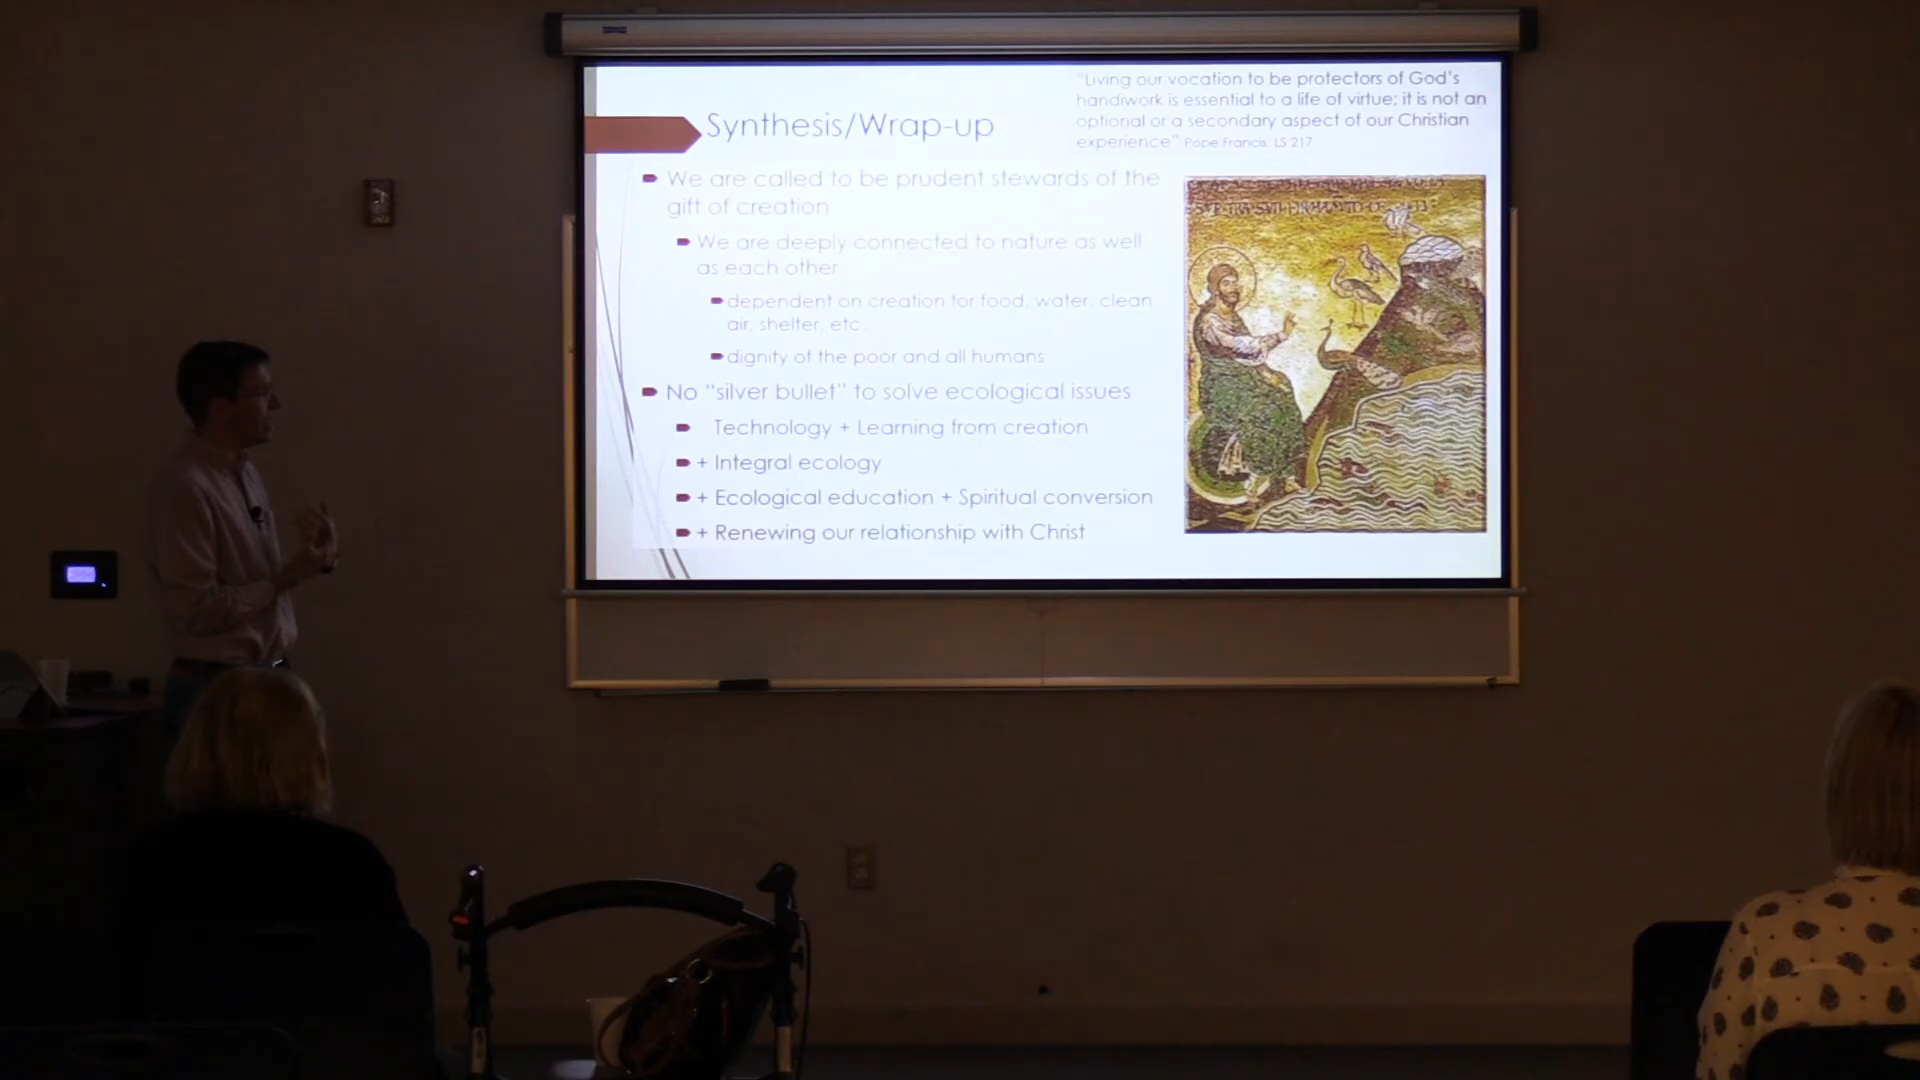 "Living our vocation to be protectors of God's
handiwork is essential to a life of virtue; it is not an
optional or a secondary aspect of our Christian
experience" Pope Francis, LS 217
Synthesis/Wrap-up
We are called to be prudent stewards of the
gift of creation
We are deeply connected to nature as well
as each other
dependent on creation for food, water, clean
air, shelter, etc.
dignity of the poor and all humans
No "silver bullet" to solve ecological issues
Technology + Learning from creation
+ Integral ecology
+ Ecological education + Spiritual conversion
+ Renewing our relationship with Christ